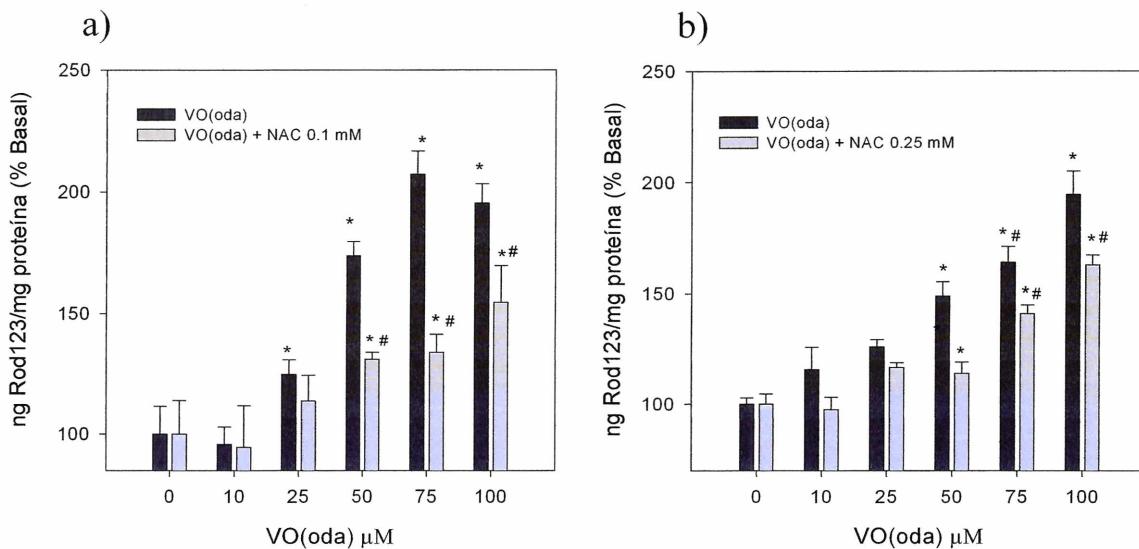 a)
250
200
150
100
ng Rod123/mg proteína (% Basal)
VO(oda)
VO(oda) + NAC 0.1 mM
*
*
* #
*
* #
*
*#
0 10 25 50 75 100
VO(oda) µM
b)
250
200
150
100
ng Rod123/mg proteína (% Basal)
VO(oda)
VO(oda) + NAC 0.25 mM
*
*
*#
*#
*
*#
0 10 25 50 75 100
VO(oda) µM